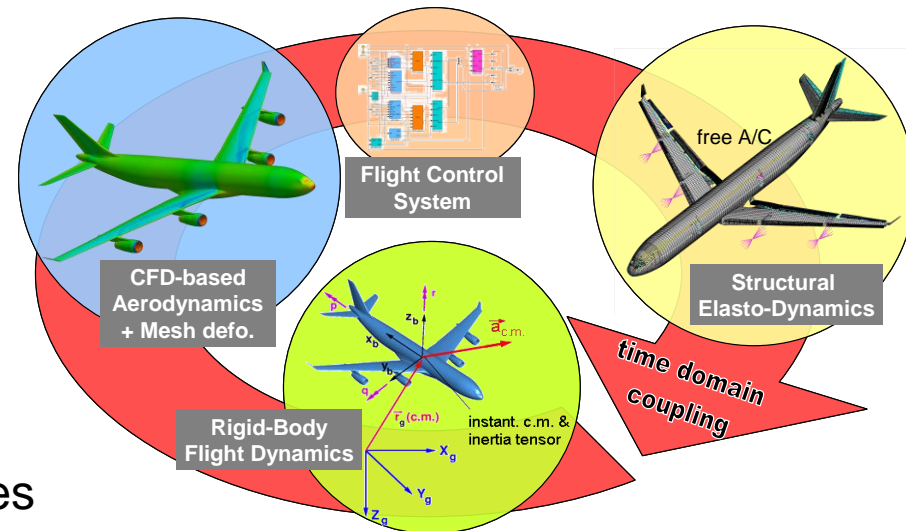 free A/C
Flight Control
System
CFD-based
Aerodynamics
+ Mesh defo.
Structural
Elasto-Dynamics
p
r
z_b
x_b
y_b
q
a c.m.
r_g (c.m.)
instant. c.m. &
inertia tensor
Rigid-Body
Flight Dynamics
X_g
Y_g
Z_g
time domain
coupling
es